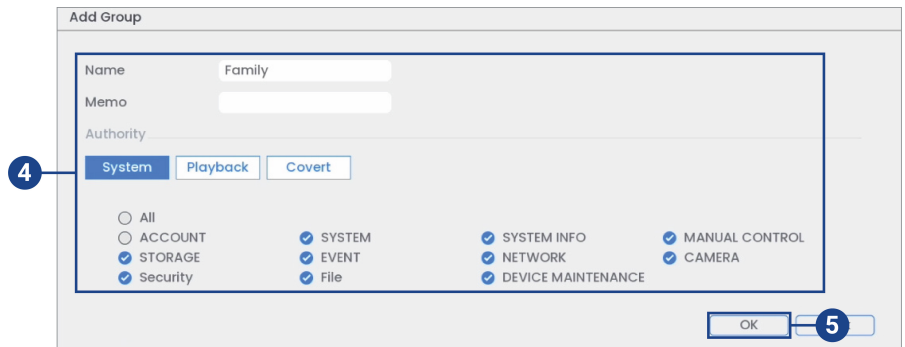 Add Group
Name Family
Memo
Authority
4
System Playback Covert
All
ACCOUNT SYSTEM SYSTEM INFO MANUAL CONTROL
STORAGE EVENT NETWORK CAMERA
Security File DEVICE MAINTENANCE
OK 5